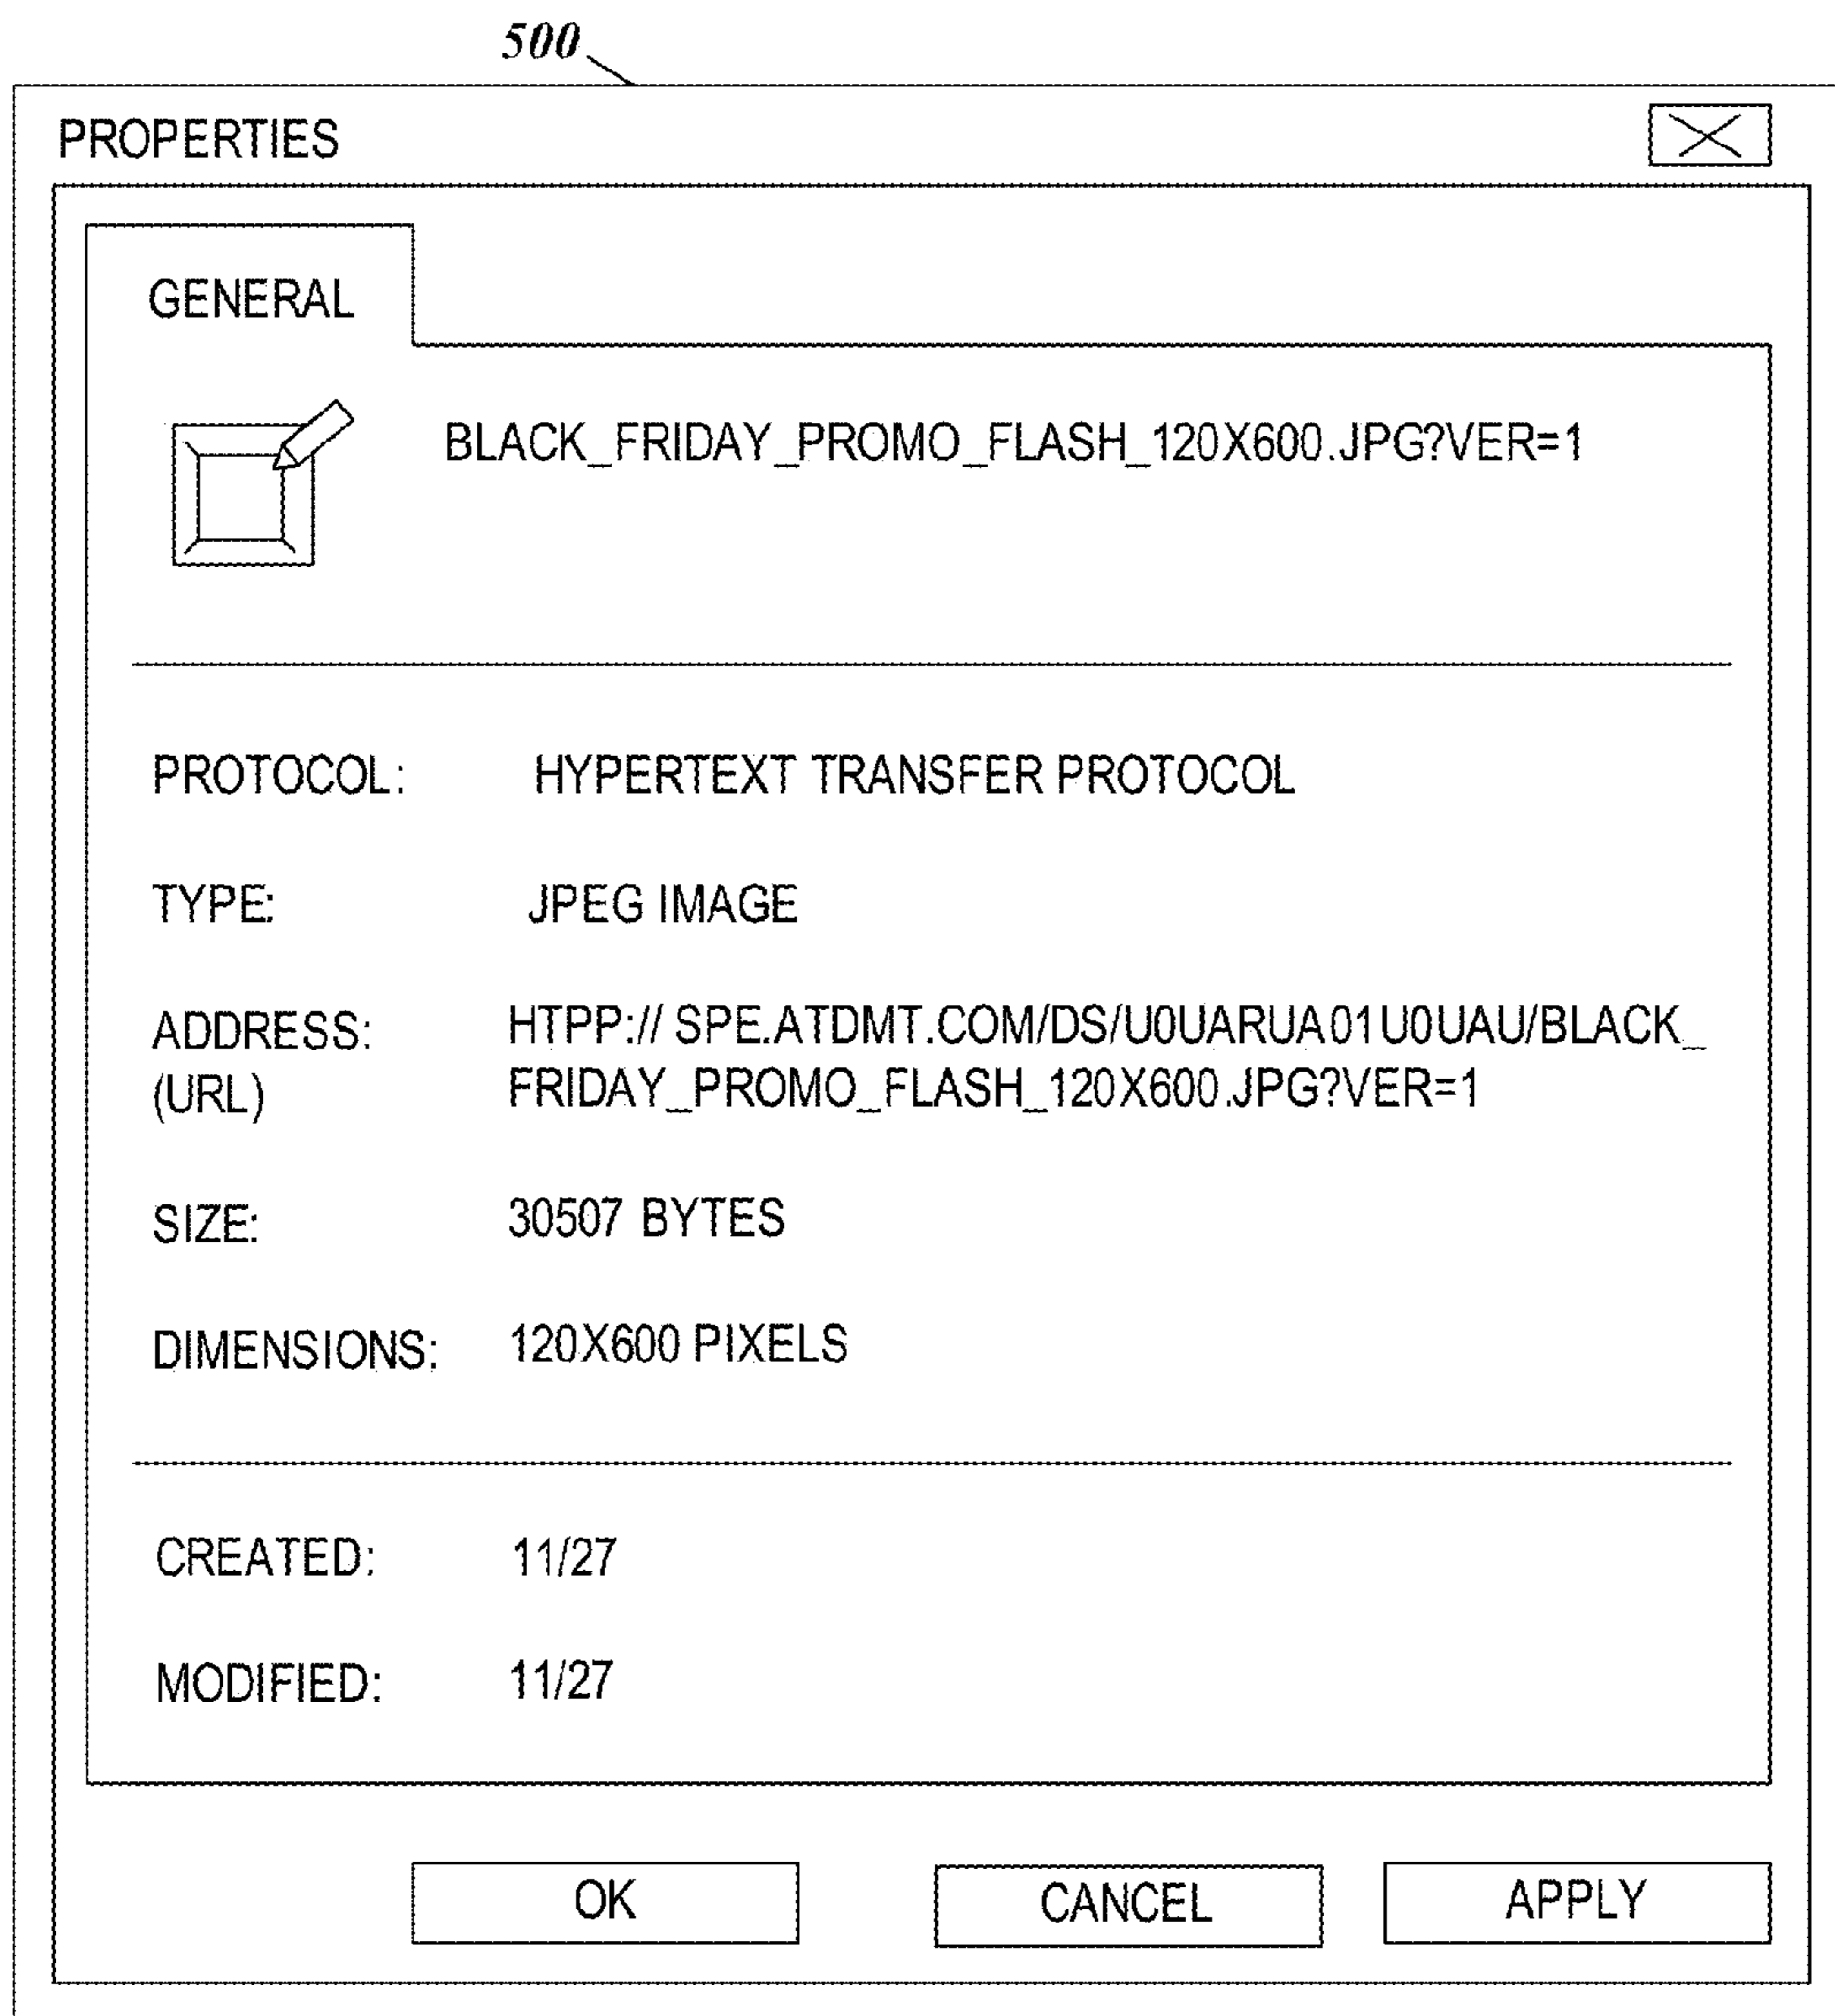 500
PROPERTIES
GENERAL
BLACK_FRIDAY_PROMO_FLASH_120X600.JPG?VER=1
PROTOCOL: HYPERTEXT TRANSFER PROTOCOL
TYPE: JPEG IMAGE
ADDRESS: HTPP:// SPE.ATDMT.COM/DS/U0UARUA01U0UAU/BLACK_
(URL) FRIDAY_PROMO_FLASH_120X600.JPG?VER=1
SIZE: 30507 BYTES
DIMENSIONS: 120X600 PIXELS
CREATED: 11/27
MODIFIED: 11/27
OK CANCEL APPLY